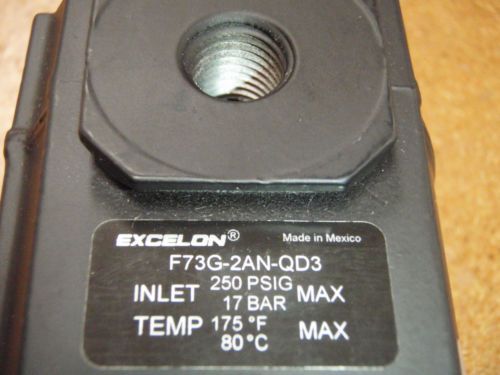 EXCELON® Made in Mexico
F73G-2AN-QD3
INLET 250 PSIG 17 BAR MAX
TEMP 175 °F 80 °C MAX